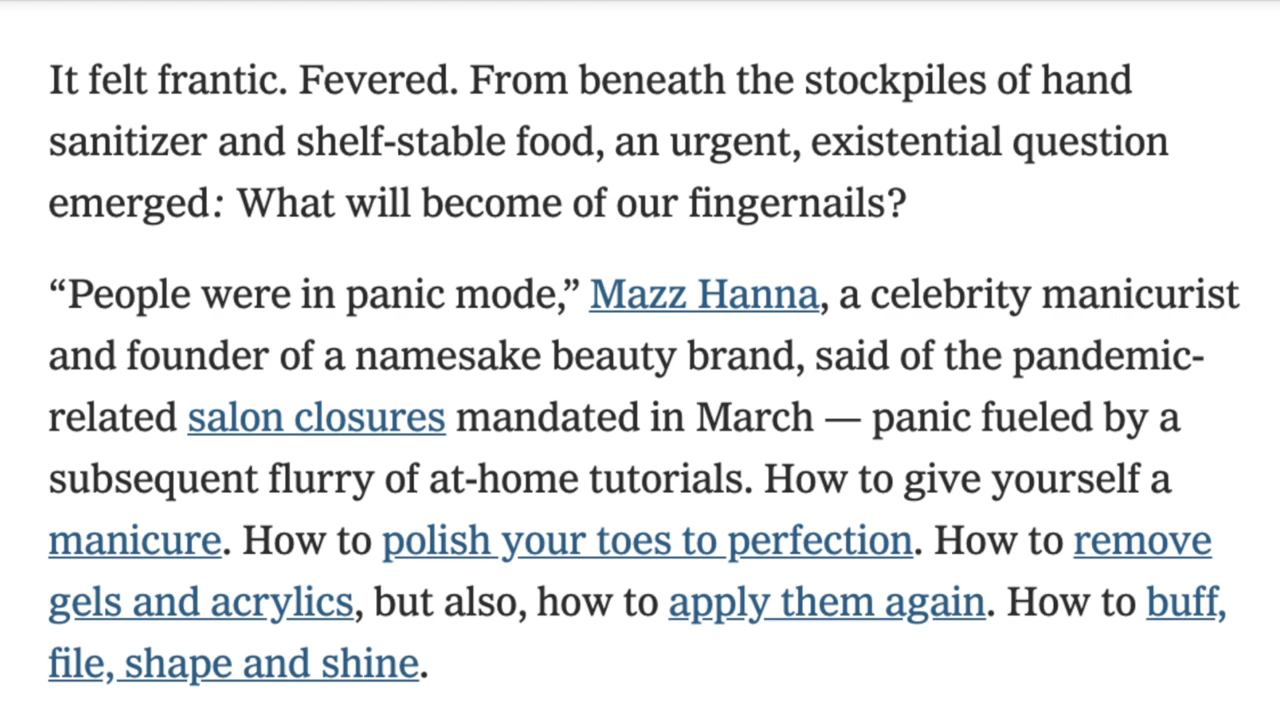 It felt frantic. Fevered. From beneath the stockpiles of hand
sanitizer and shelf-stable food, an urgent, existential question
emerged: What will become of our fingernails?
“People were in panic mode,” Mazz Hanna, a celebrity manicurist
and founder of a namesake beauty brand, said of the pandemic-
related salon closures mandated in March — panic fueled by a
subsequent flurry of at-home tutorials. How to give yourself a
manicure. How to polish your toes to perfection. How to remove
gels and acrylics, but also, how to apply them again. How to buff,
file, shape and shine.